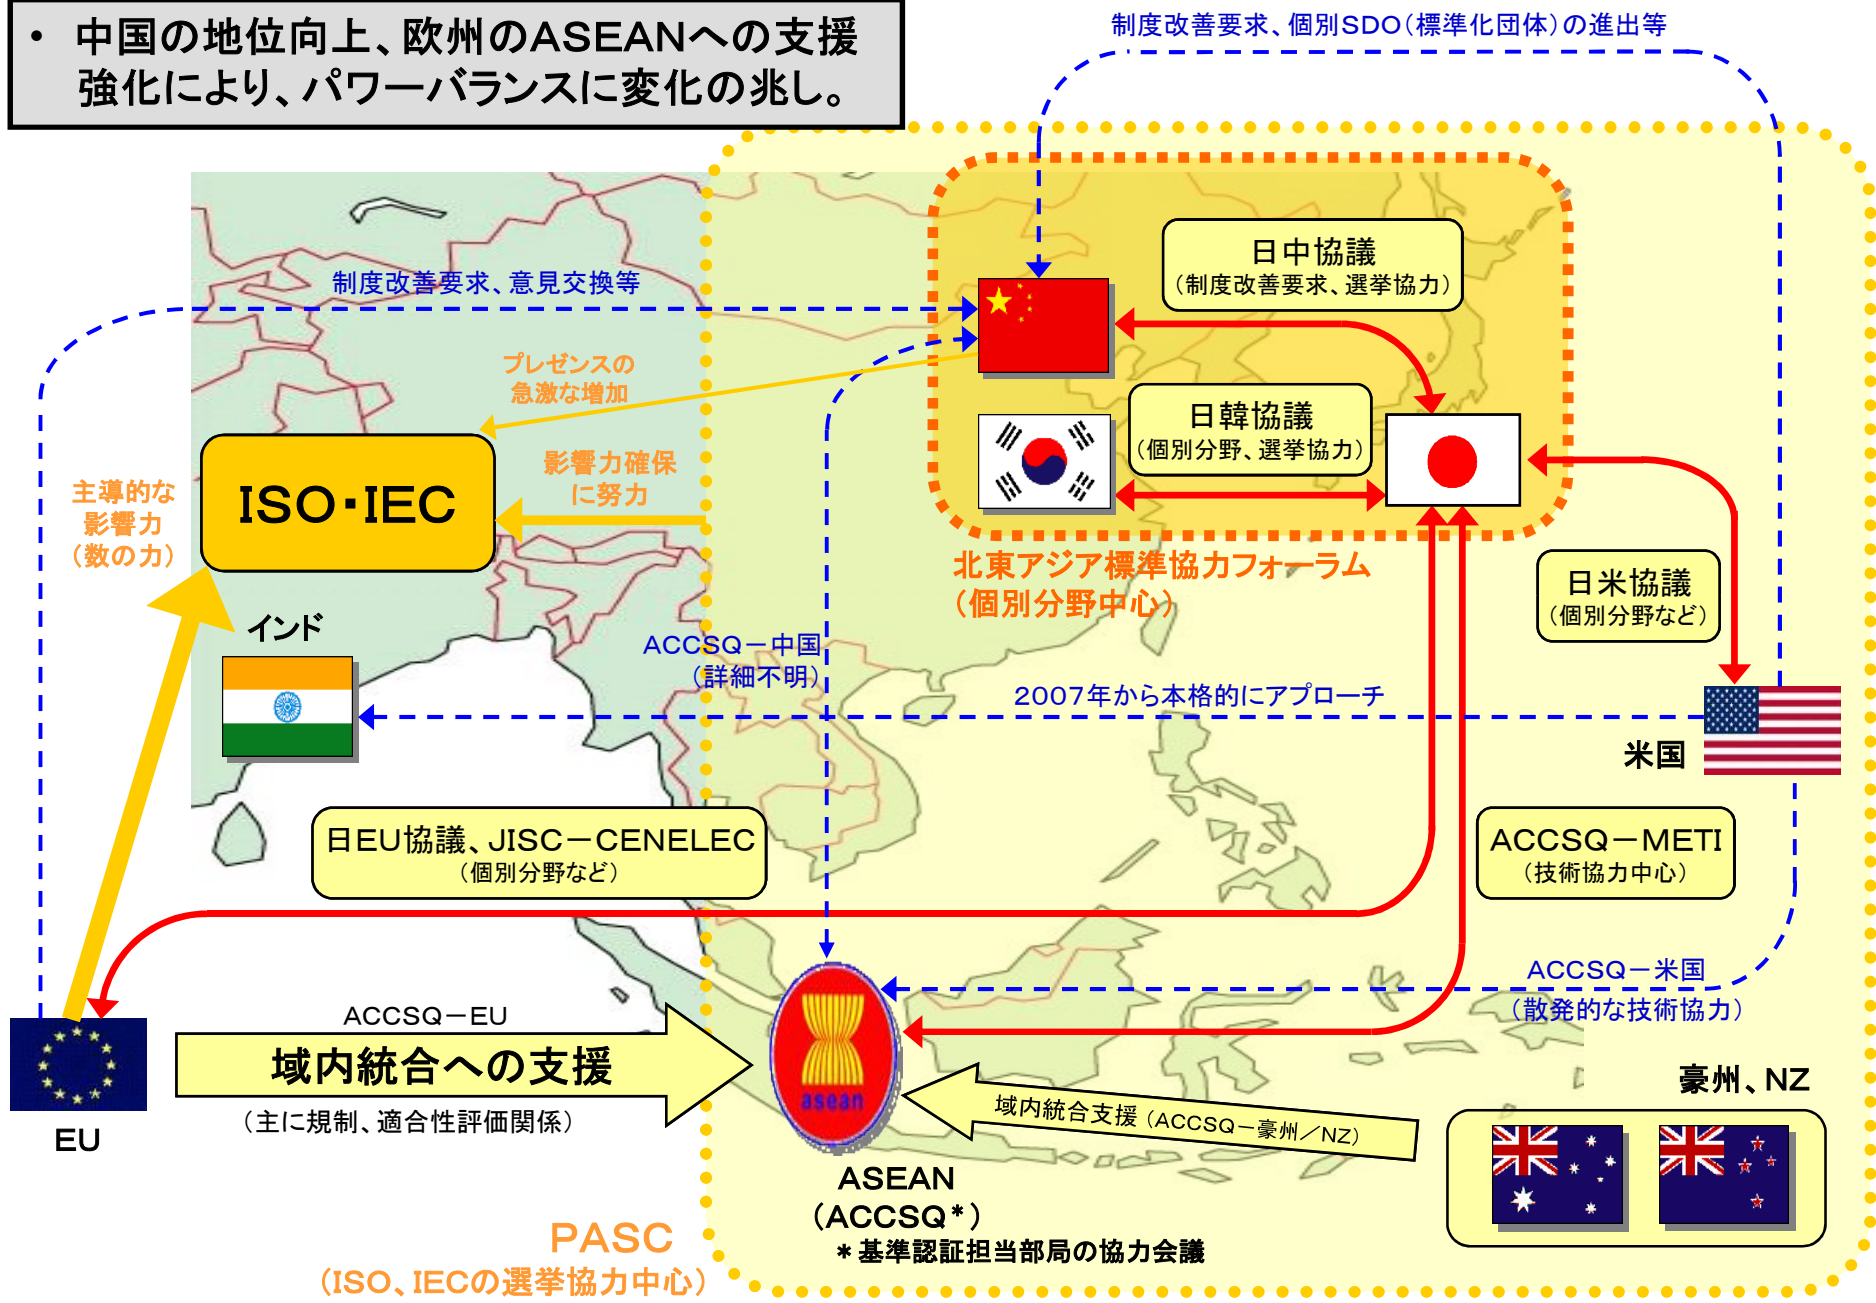 • 中国の地位向上、欧州のASEANへの支援
強化により、パワーバランスに変化の兆し。
制度改善要求、個別SDO（標準化団体）の進出等
日中協議
（制度改善要求、選挙協力）
制度改善要求、意見交換等
プレゼンスの
急激な増加
日韓協議
（個別分野、選挙協力）
ISO・IEC
影響力確保
に努力
主導的な
影響力
（数の力）
北東アジア標準協力フォーラム
（個別分野中心）
日米協議
（個別分野など）
インド
ACCSQ－中国
（詳細不明）
2007年から本格的にアプローチ
米国
日EU協議、JISC－CENELEC
（個別分野など）
ACCSQ－METI
（技術協力中心）
ACCSQ－米国
（散発的な技術協力）
ACCSQ－EU
域内統合への支援
（主に規制、適合性評価関係）
EU
asean
域内統合支援（ACCSQ－豪州／NZ）
豪州、NZ
ASEAN
（ACCSQ*）
*基準認証担当部局の協力会議
PASC
（ISO、IECの選挙協力中心）